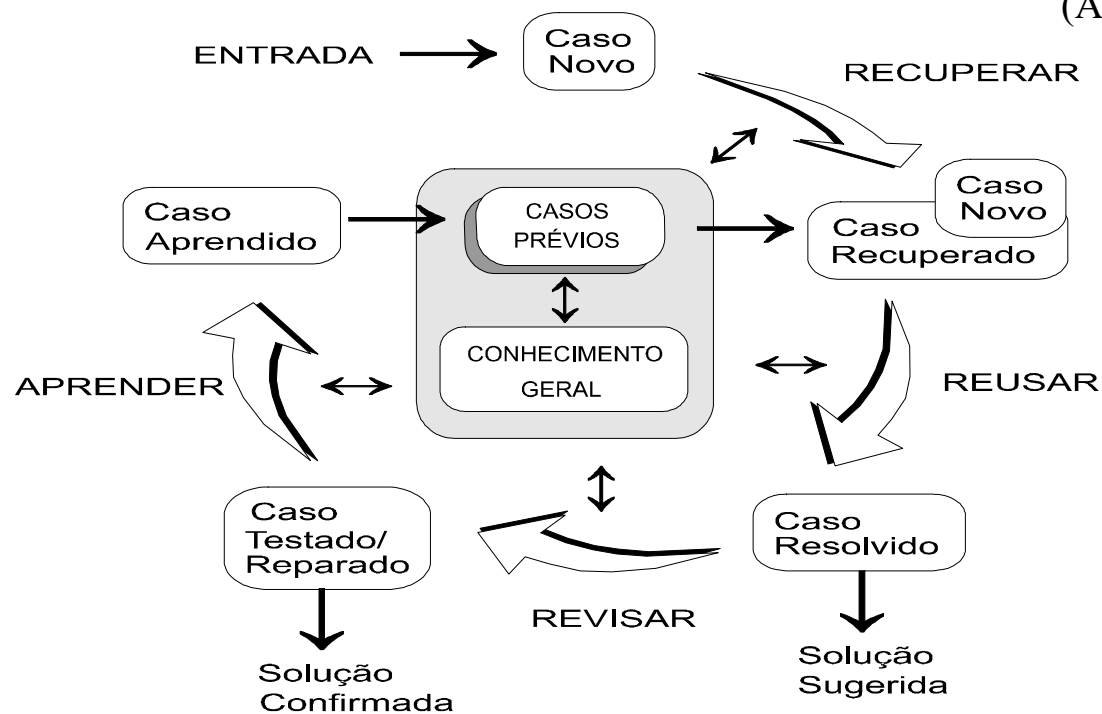 (A
ENTRADA
Caso
Novo
RECUPERAR
Caso
Novo
Caso
Recuperado
CASOS
PRÉVIOS
Caso
Aprendido
CONHECIMENTO
GERAL
APRENDER
REUSAR
Caso
Testado/
Reparado
Caso
Resolvido
REVISAR
Solução
Confirmada
Solução
Sugerida